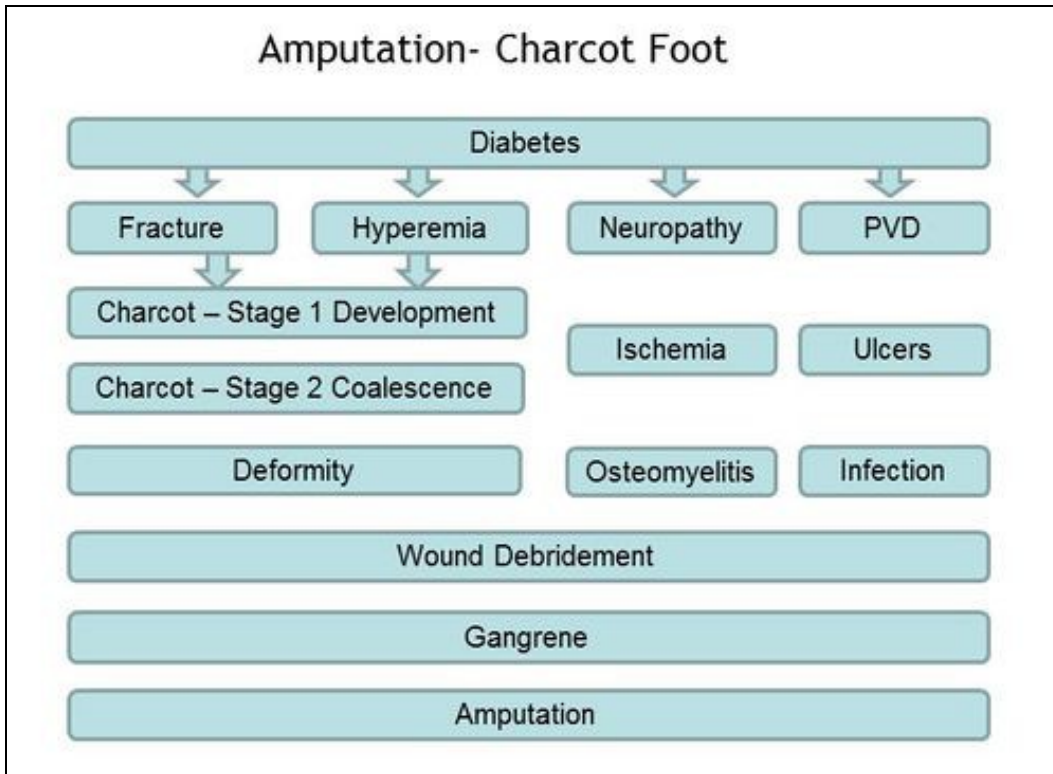 Amputation- Charcot Foot
Diabetes
Fracture
Hyperemia
Neuropathy
PVD
Charcot – Stage 1 Development
Ischemia
Ulcers
Charcot – Stage 2 Coalescence
Deformity
Osteomyelitis
Infection
Wound Debridement
Gangrene
Amputation